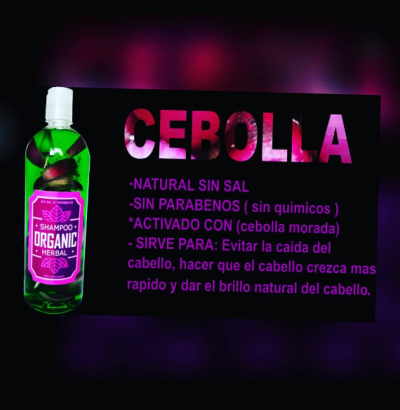 CEBOLLA
-NATURAL SIN SAL
-SIN PARABENOS ( sin quimicos )
*ACTIVADO CON (cebolla morada)
- SIRVE PARA: Evitar la caida del
cabello, hacer que el cabello crezca mas
rapido y dar el brillo natural del cabello.
SHAMPOO
ORGANIC
HERBAL